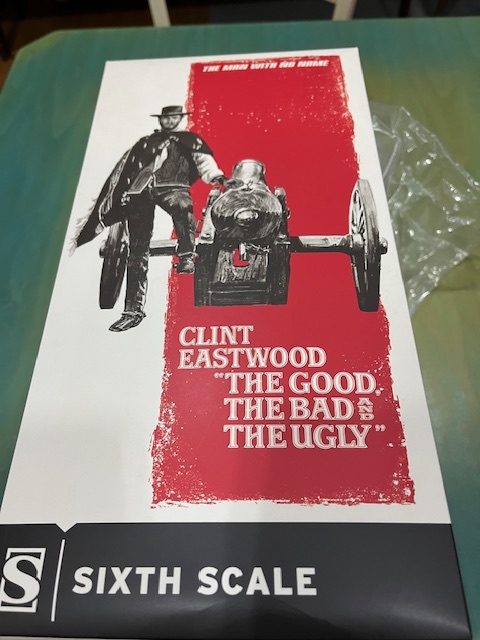 THE MAN WITH NO NAME
CLINT
EASTWOOD
"THE GOOD,
THE BAD AND
THE UGLY"
S
SIXTH SCALE